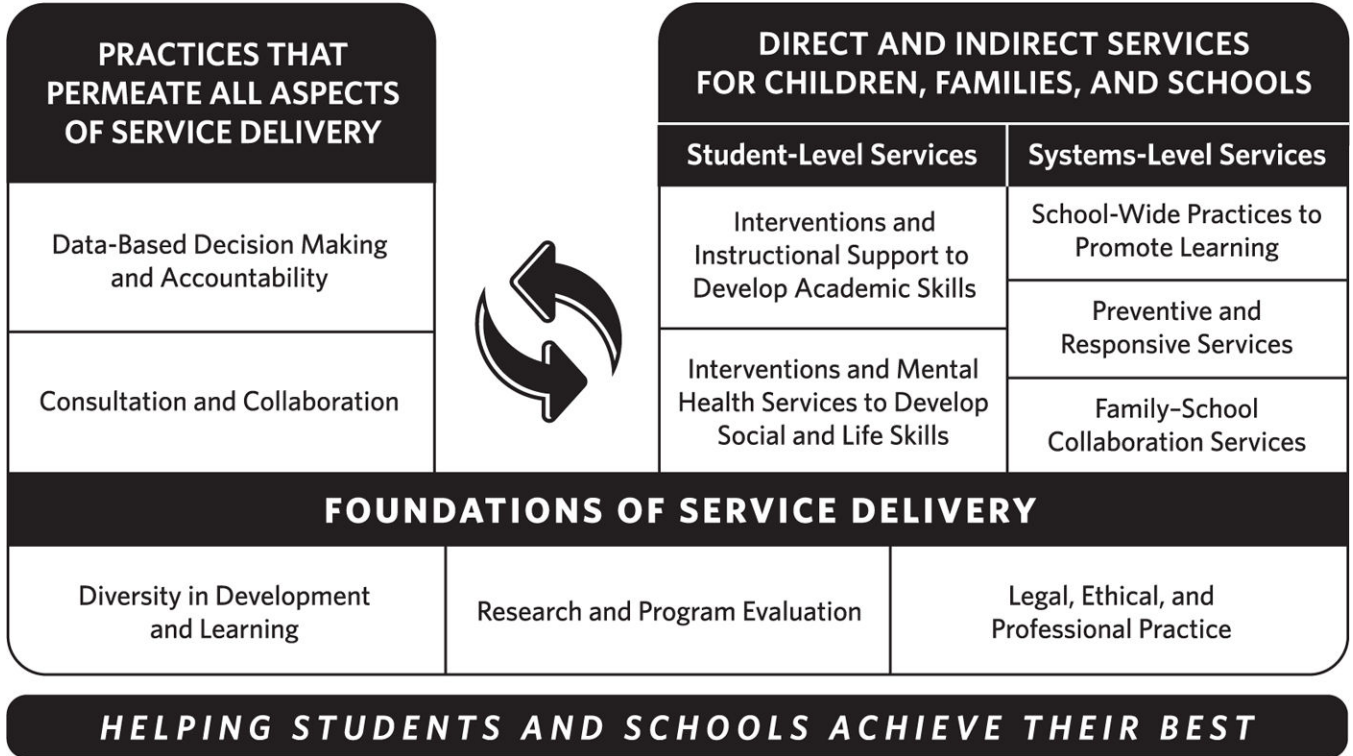 PRACTICES THAT
PERMEATE ALL ASPECTS
OF SERVICE DELIVERY
Data-Based Decision Making
and Accountability
Consultation and Collaboration
DIRECT AND INDIRECT SERVICES
FOR CHILDREN, FAMILIES, AND SCHOOLS
Student-Level Services
Interventions and
Instructional Support to
Develop Academic Skills
Interventions and Mental
Health Services to Develop
Social and Life Skills
Systems-Level Services
School-Wide Practices to
Promote Learning
Preventive and
Responsive Services
Family–School
Collaboration Services
FOUNDATIONS OF SERVICE DELIVERY
Diversity in Development
and Learning
Research and Program Evaluation
Legal, Ethical, and
Professional Practice
HELPING STUDENTS AND SCHOOLS ACHIEVE THEIR BEST